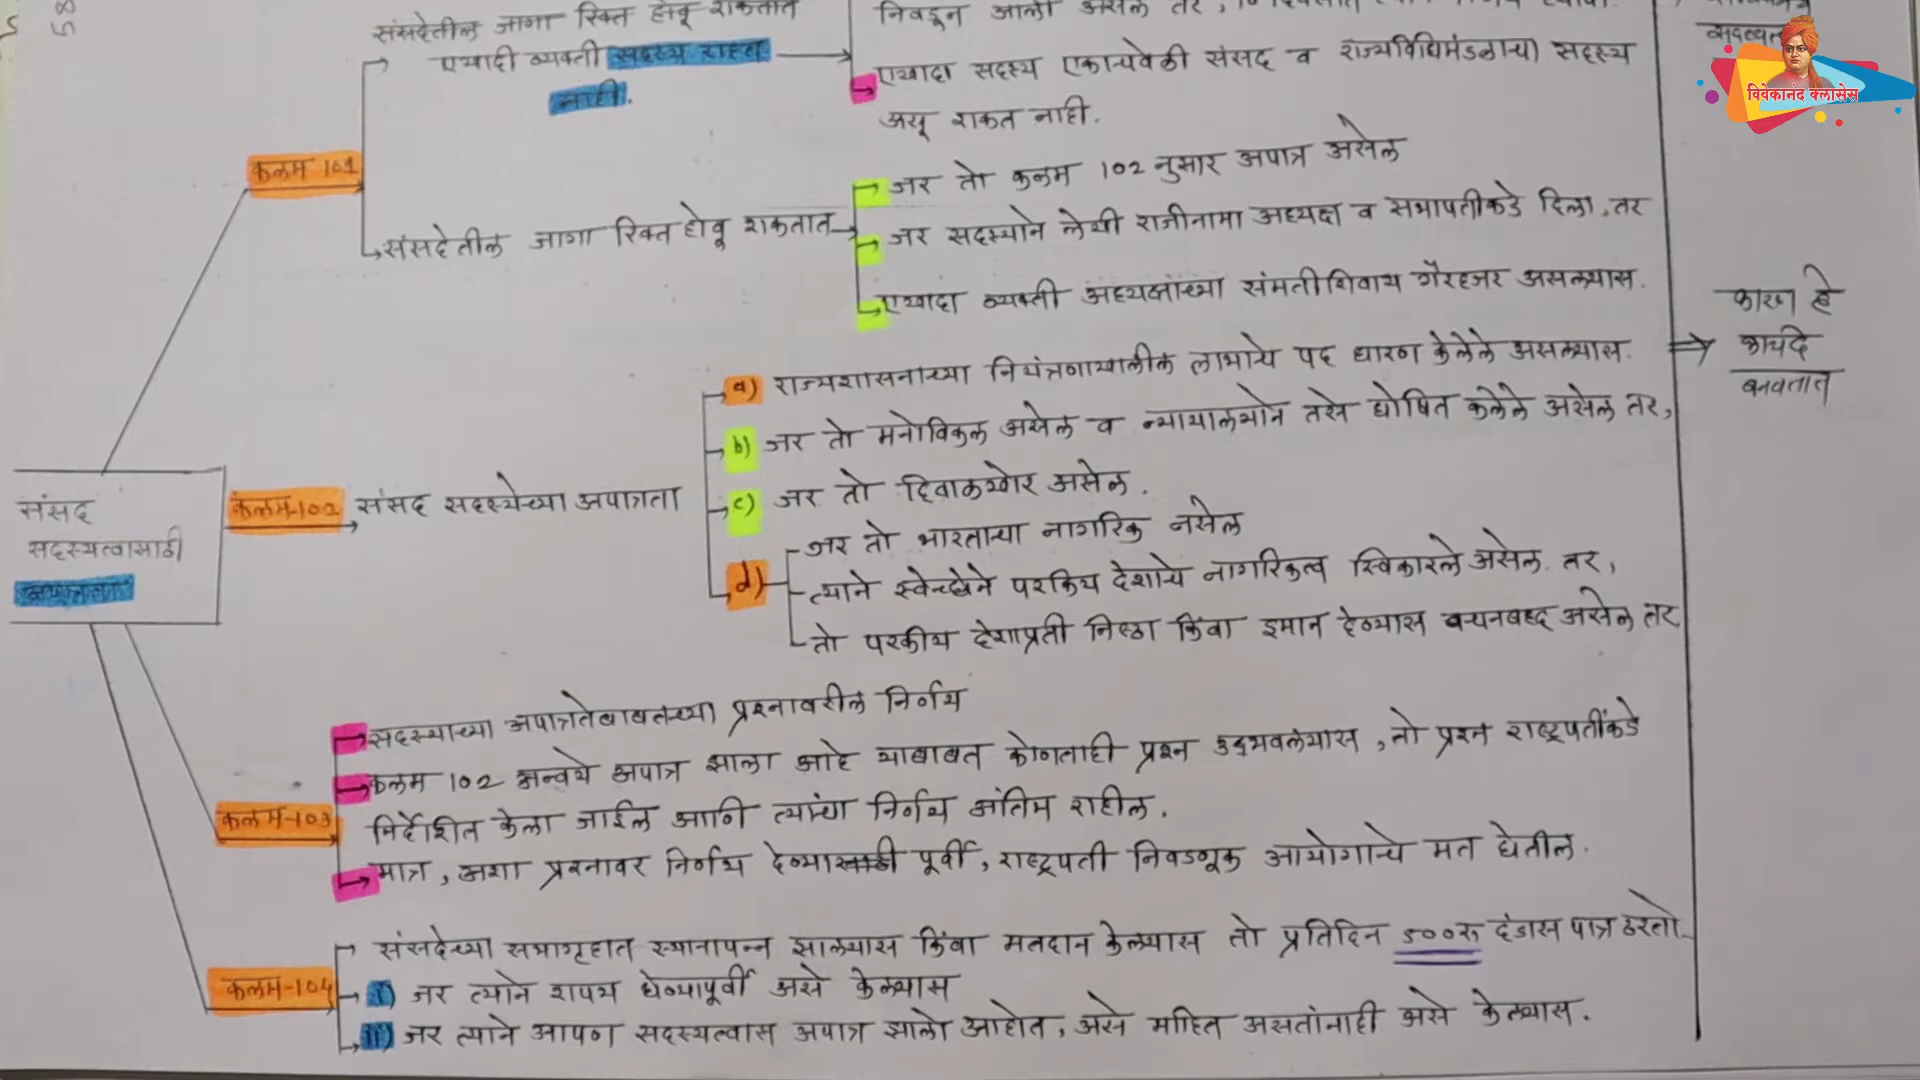 संसदेतील जागा रिक्त होवू शकतात
एखादी व्यक्ती सदस्य राहत
नाही.
निवडून आला असेल तर,
एखादा सदस्य एकाचवेळी संसद व राज्यविधिमंडळाचा सदस्य
असू शकत नाही.
विवेकानंद क्लासेस
कलम 101
संसदेतील जागा रिक्त होवू शकतात
जर तो कलम 102 नुसार अपात्र असेल
जर सदस्याने लेखी राजीनामा अध्यक्ष व सभापतीकडे दिला, तर
एखादा व्यक्ती अध्यक्षांच्या संमतीशिवाय गैरहजर असल्यास.
कारण हे
कायदे
बनवतात
संसद
सदस्यत्वासाठी
अपात्रता
कलम-102 संसद सदस्येच्या अपात्रता
a) राज्यशासनाच्या नियंत्रणाखालील लाभाचे पद धारण केलेले असल्यास.
b) जर तो मनोविकल असेल व न्यायालयाने तसे घोषित केलेले असेल तर,
c) जर तो दिवाळखोर असेल.
d) जर तो भारताचा नागरिक नसेल
त्याने स्वेच्छेने परकिय देशाचे नागरिकत्व स्विकारले असेल तर,
तो परकीय देशाप्रती निष्ठा किंवा इमान देण्यास वचनबध्द असेल तर
कलम-103
सदस्याच्या अपात्रतेबाबतच्या प्रश्नावरील निर्णय
कलम 102 अन्वये अपात्र झाला आहे याबाबत कोणताही प्रश्न उद्भवल्यास, तो प्रश्न राष्ट्रपतींकडे
निर्देशित केला जाईल आणि त्यांचा निर्णय अंतिम राहील.
मात्र, अशा प्रश्नावर निर्णय देण्या पूर्वी, राष्ट्रपती निवडणूक आयोगाचे मत घेतील.
कलम-104
संसदेच्या सभागृहात स्थानापन्न झाल्यास किंवा मतदान केल्यास तो प्रतिदिन 500रु दंडास पात्र ठरतो
I) जर त्याने शपथ घेण्यापूर्वी असे केल्यास
II) जर त्याने आपण सदस्यत्वास अपात्र झालो आहोत, असे माहित असतांनाही असे केल्यास.